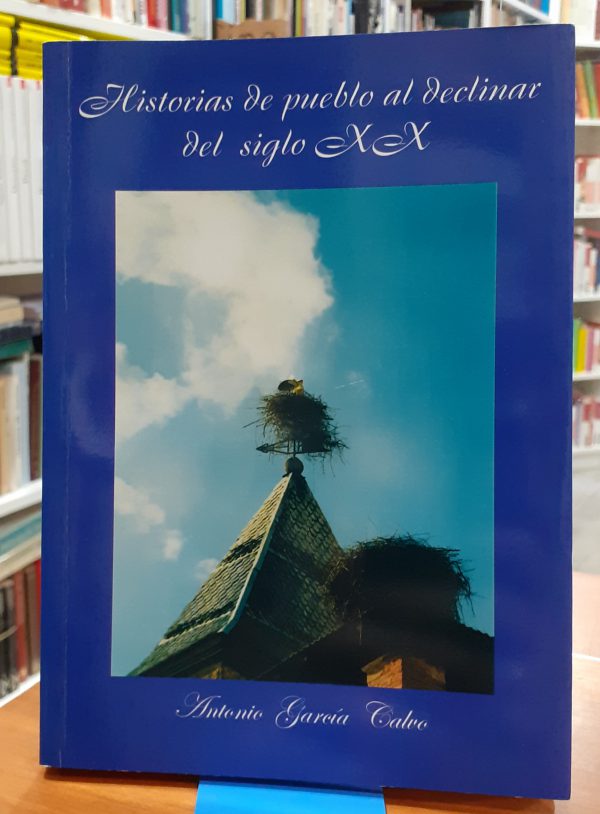 Historias de pueblo al declinar
del siglo XX
Antonio García Calvo